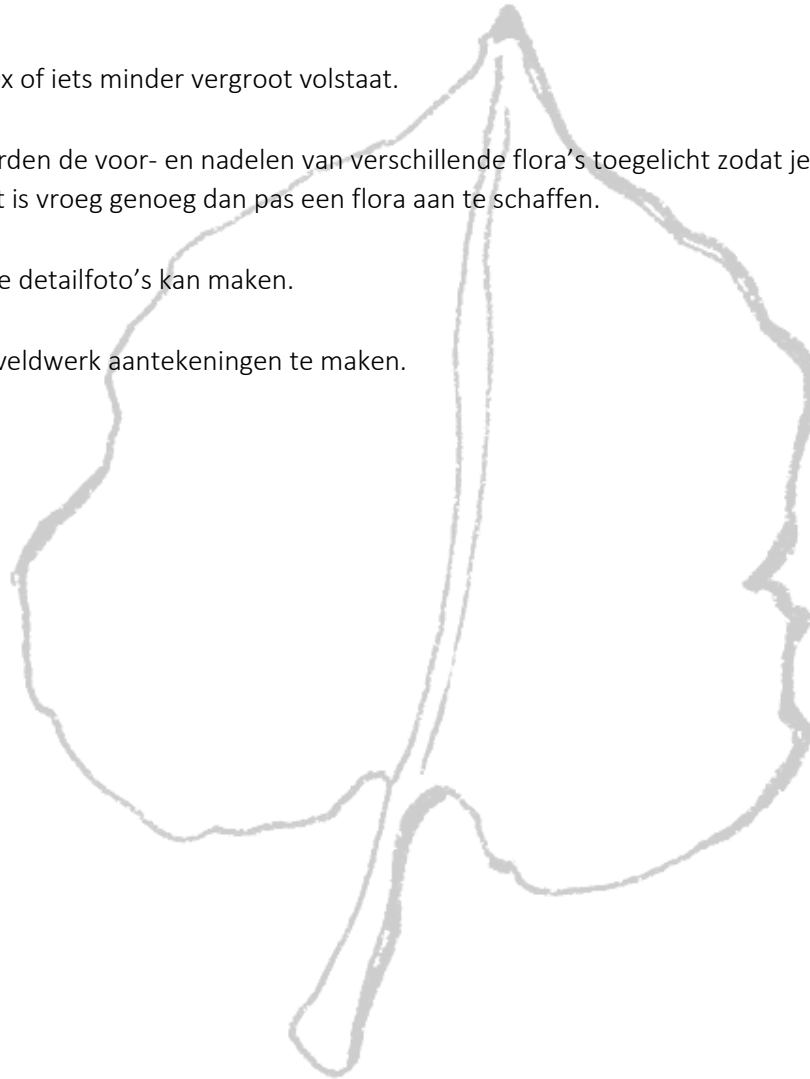 x of iets minder vergroot volstaat.
rden de voor- en nadelen van verschillende flora’s toegelicht zodat je
t is vroeg genoeg dan pas een flora aan te schaffen.
e detailfoto’s kan maken.
veldwerk aantekeningen te maken.